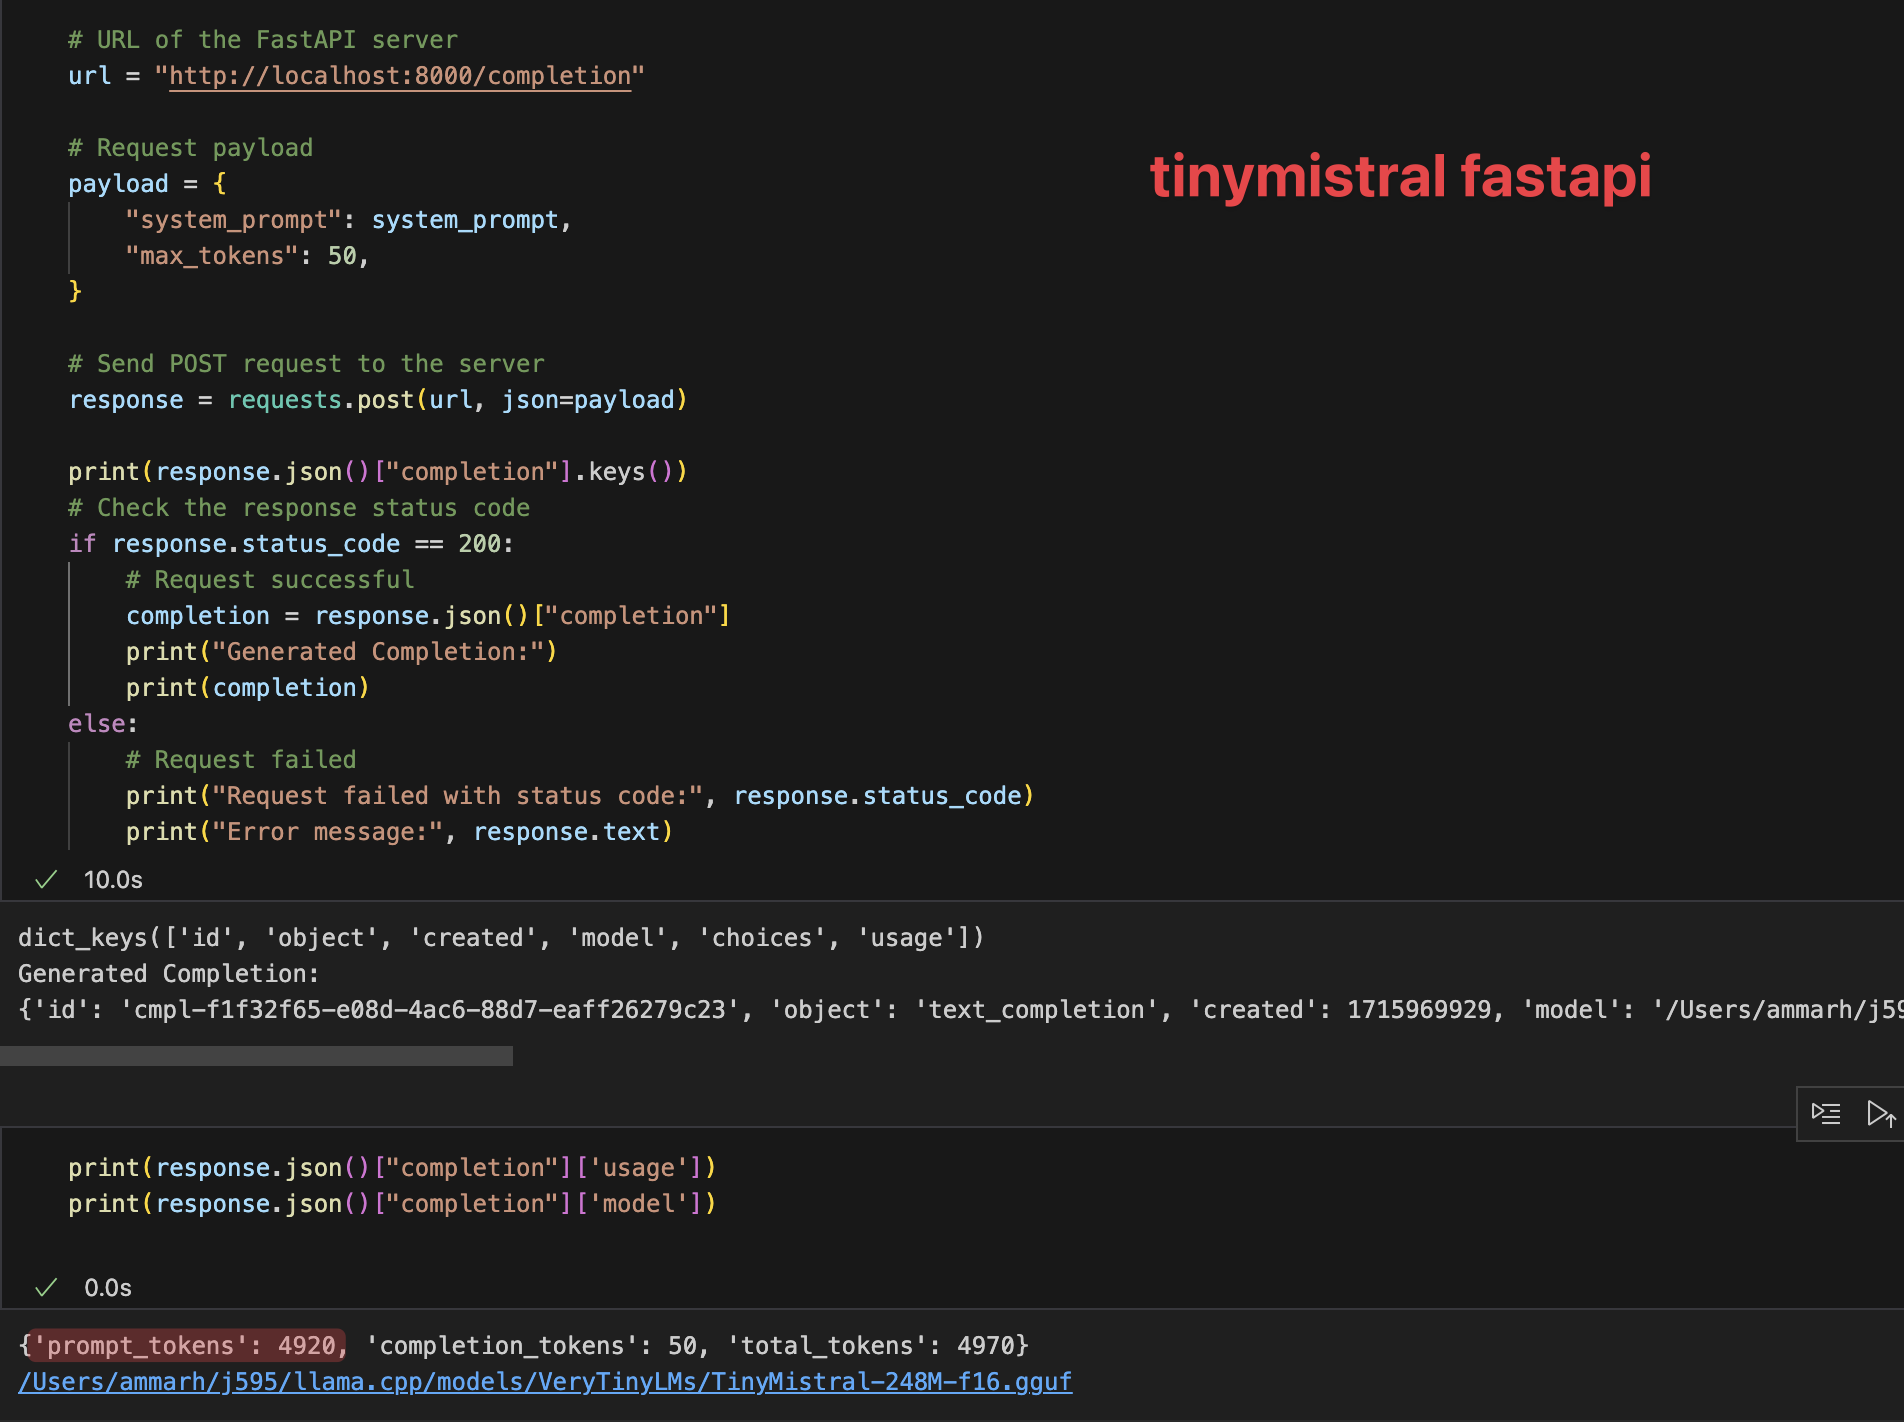 # URL of the FastAPI server
url = "http://localhost:8000/completion"
# Request payload
tinymistral fastapi
payload = {
"system_prompt": system_prompt,
"max_tokens": 50,
}
# Send POST request to the server
response = requests.post(url, json=payload)
print(response.json()["completion"].keys())
# Check the response status code
if response.status_code == 200:
# Request successful
completion = response.json()["completion"]
print("Generated Completion:")
print(completion)
else:
# Request failed
print("Request failed with status code:", response.status_code)
print("Error message:", response.text)
10.0s
dict_keys(['id', 'object', 'created', 'model', 'choices', 'usage'])
Generated Completion:
{'id': 'cmpl-f1f32f65-e08d-4ac6-88d7-eaff26279c23', 'object': 'text_completion', 'created': 1715969929, 'model': '/Users/ammarh/j59
print(response.json()["completion"]['usage'])
print(response.json()["completion"]['model'])
0.0s
{'prompt_tokens': 4920, 'completion_tokens': 50, 'total_tokens': 4970}
/Users/ammarh/j595/llama.cpp/models/VeryTinyLMs/TinyMistral-248M-f16.gguf